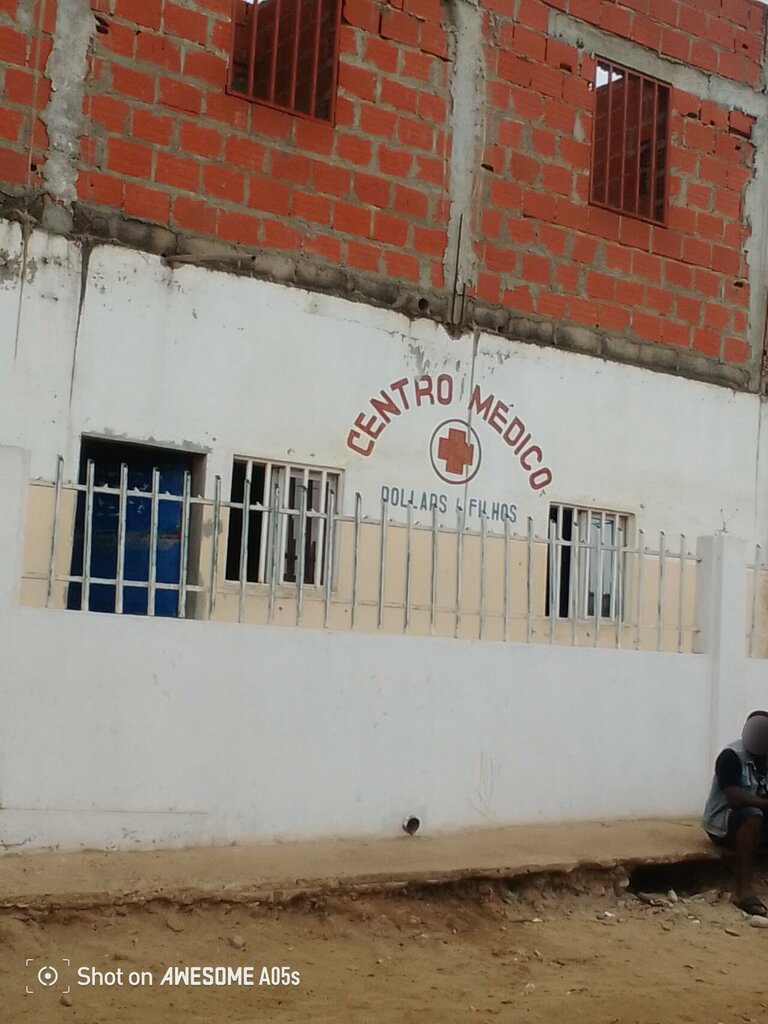 CENTRO MÉDICO
DOLLARS & FILHOS
Shot on AWESOME A05s